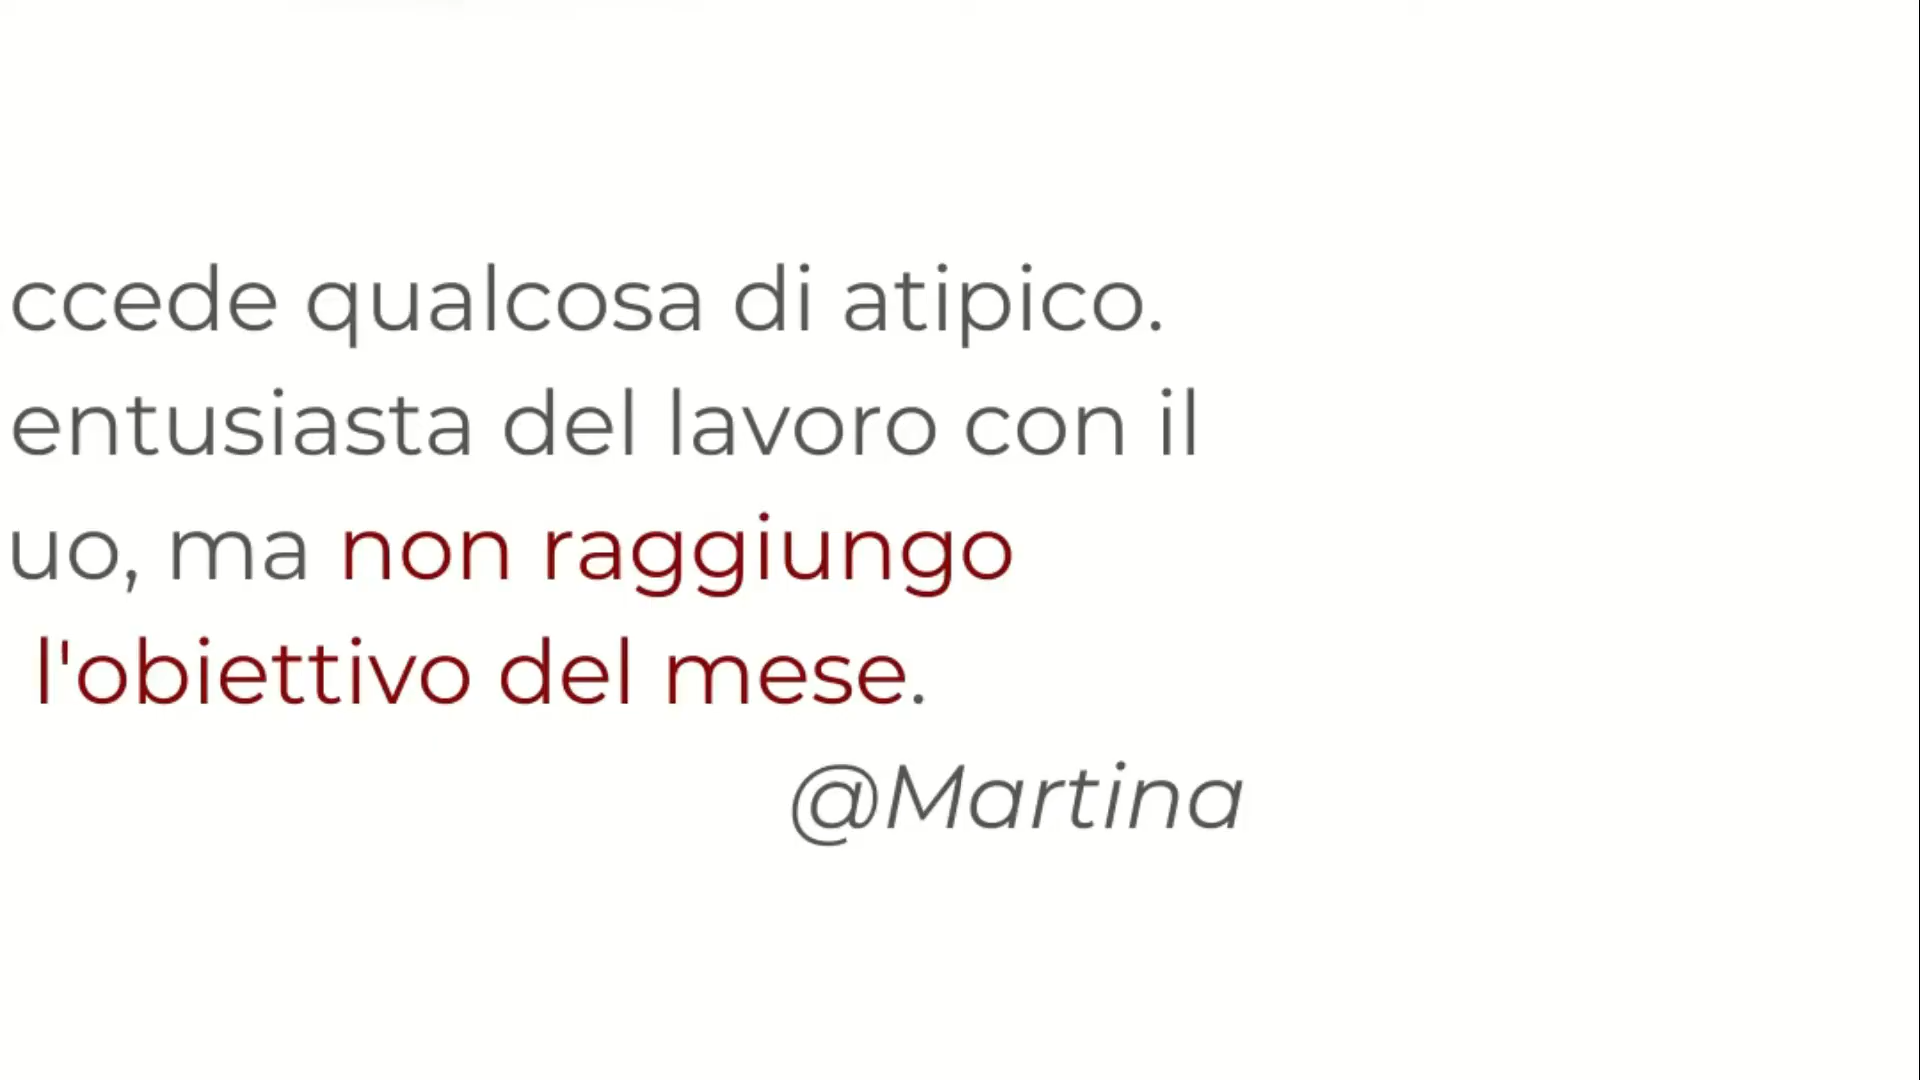 ccede qualcosa di atipico.
entusiasta del lavoro con il
uo, ma non raggiungo
l'obiettivo del mese.
@Martina